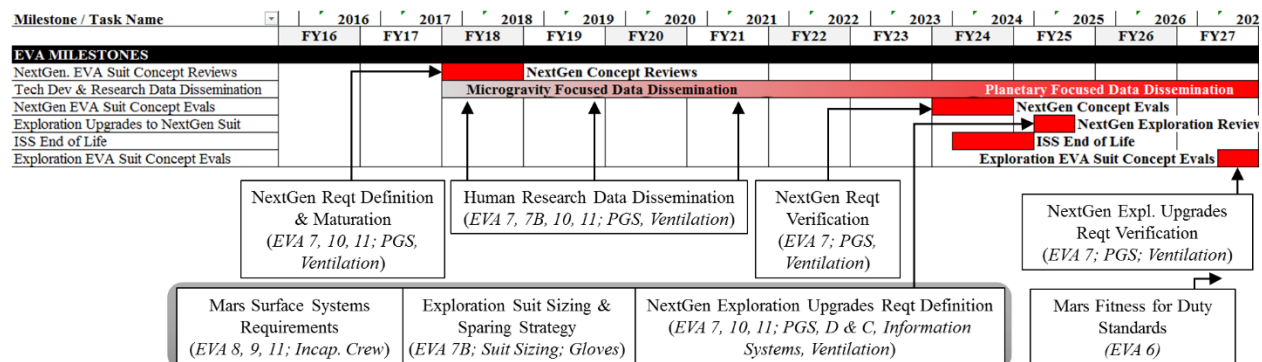 Milestone / Task Name 2016 2017 2018 2019 2020 2021 2022 2023 2024 2025 2026 202
FY16 FY17 FY18 FY19 FY20 FY21 FY22 FY23 FY24 FY25 FY26 FY27
EVA MILESTONES
NextGen. EVA Suit Concept Reviews NextGen Concept Reviews
Tech Dev & Research Data Dissemination Microgravity Focused Data Dissemination Planetary Focused Data Dissemination
NextGen EVA Suit Concept Evals NextGen Concept Evals
Exploration Upgrades to NextGen Suit NextGen Exploration Review
ISS End of Life ISS End of Life
Exploration EVA Suit Concept Evals Exploration EVA Suit Concept Evals
NextGen Reqt Definition
& Maturation
(EVA 7, 10, 11; PGS,
Ventilation)
Human Research Data Dissemination
(EVA 7, 7B, 10, 11; PGS, Ventilation)
NextGen Reqt
Verification
(EVA 7; PGS,
Ventilation)
NextGen Expl. Upgrades
Reqt Verification
(EVA 7; PGS; Ventilation)
Mars Surface Systems
Requirements
(EVA 8, 9, 11; Incap. Crew)
Exploration Suit Sizing &
Sparing Strategy
(EVA 7B; Suit Sizing; Gloves)
NextGen Exploration Upgrades Reqt Definition
(EVA 7, 10, 11; PGS, D & C, Information
Systems, Ventilation)
Mars Fitness for Duty
Standards
(EVA 6)